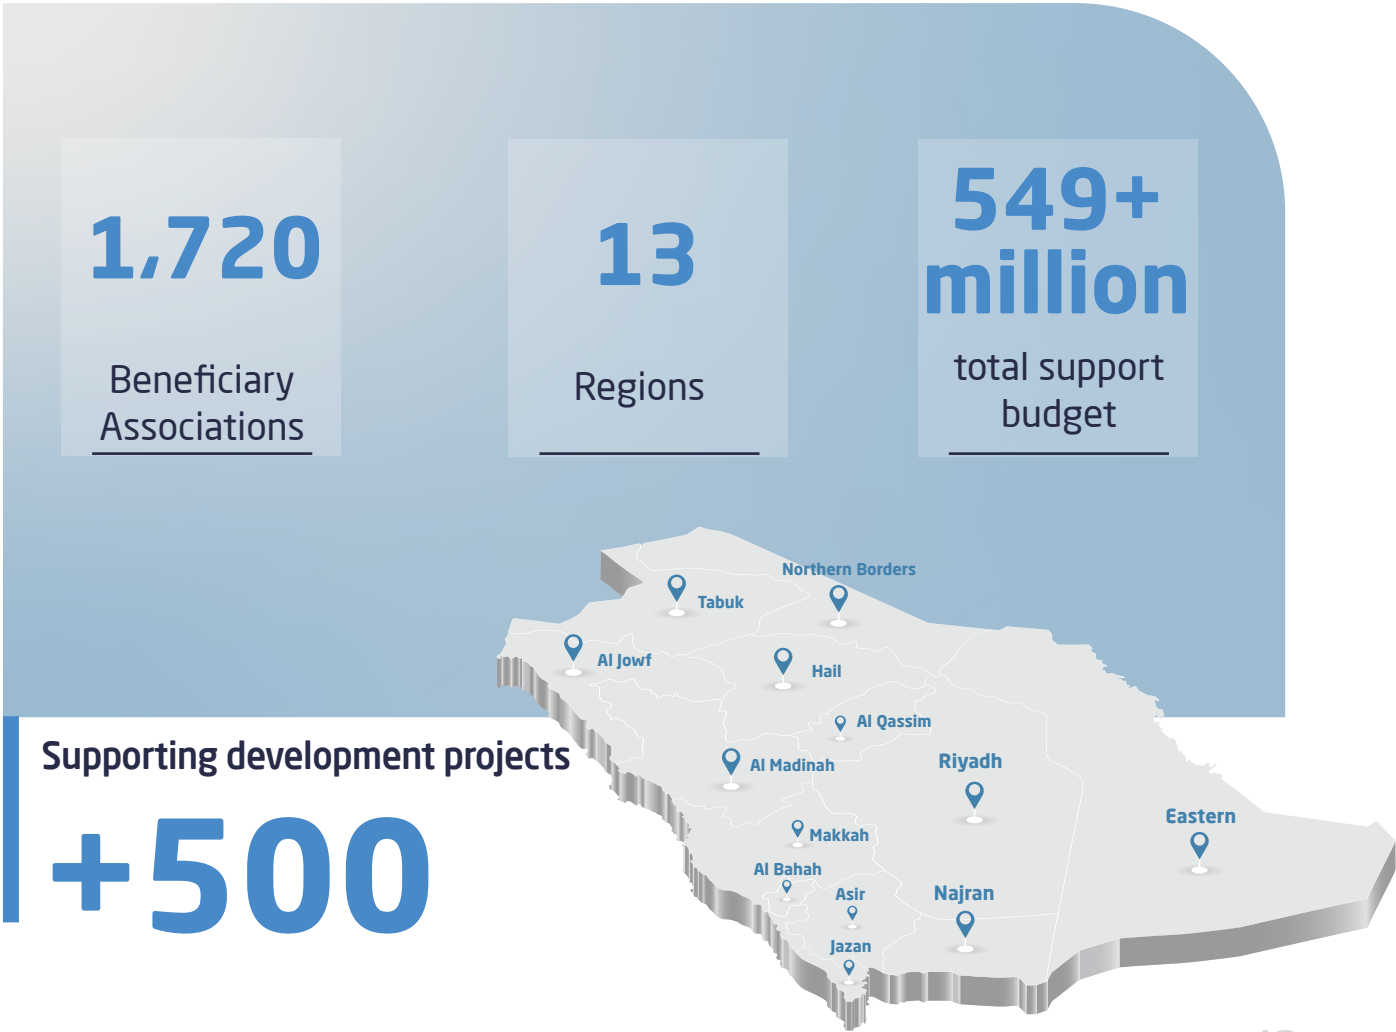 1,720
Beneficiary
Associations
13
Regions
549+
million
total support
budget
Northern Borders
Tabuk
Al Jowf
Hail
Al Qassim
Supporting development projects
+500
Al Madinah
Riyadh
Eastern
Makkah
Al Bahah
Asir
Najran
Jazan